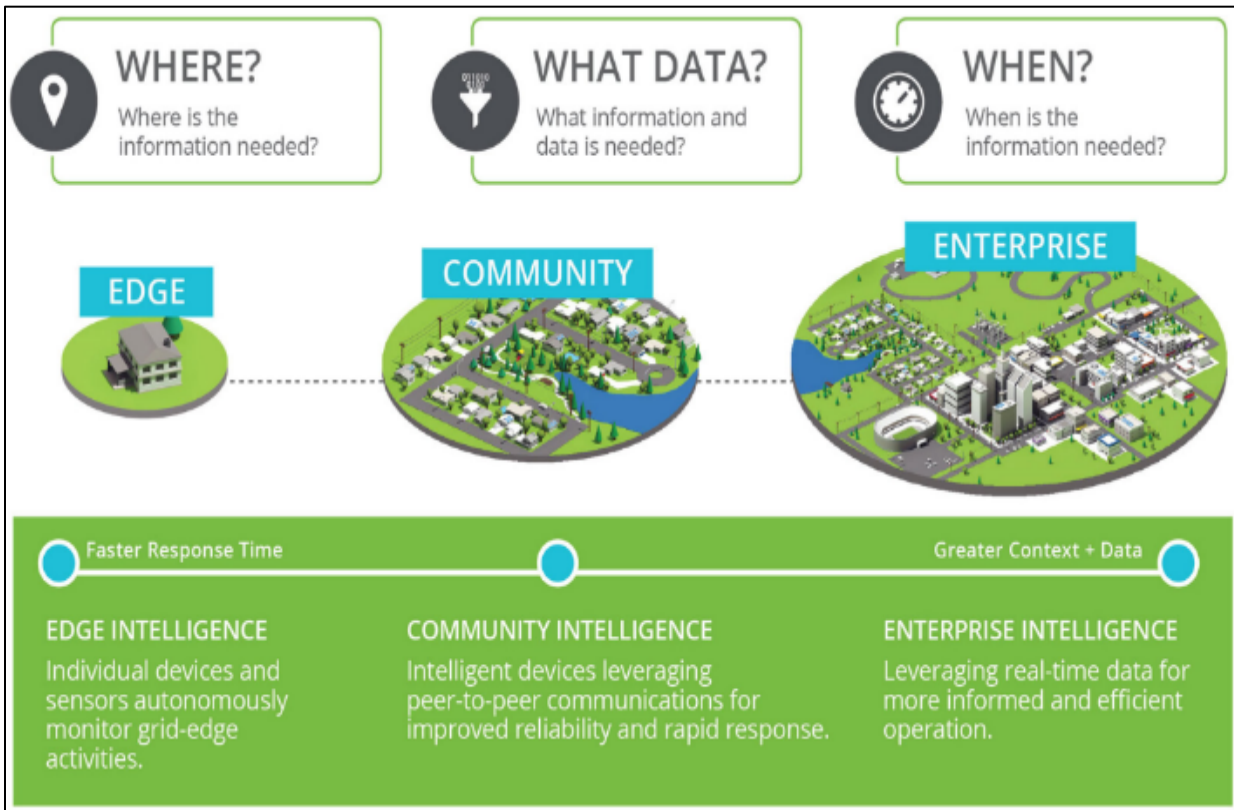 WHERE?
Where is the
information needed?
WHAT DATA?
What information and
data is needed?
WHEN?
When is the
information needed?
EDGE
COMMUNITY
ENTERPRISE
Faster Response Time
Greater Context + Data
EDGE INTELLIGENCE
Individual devices and
sensors autonomously
monitor grid-edge
activities.
COMMUNITY INTELLIGENCE
Intelligent devices leveraging
peer-to-peer communications for
improved reliability and rapid response.
ENTERPRISE INTELLIGENCE
Leveraging real-time data for
more informed and efficient
operation.